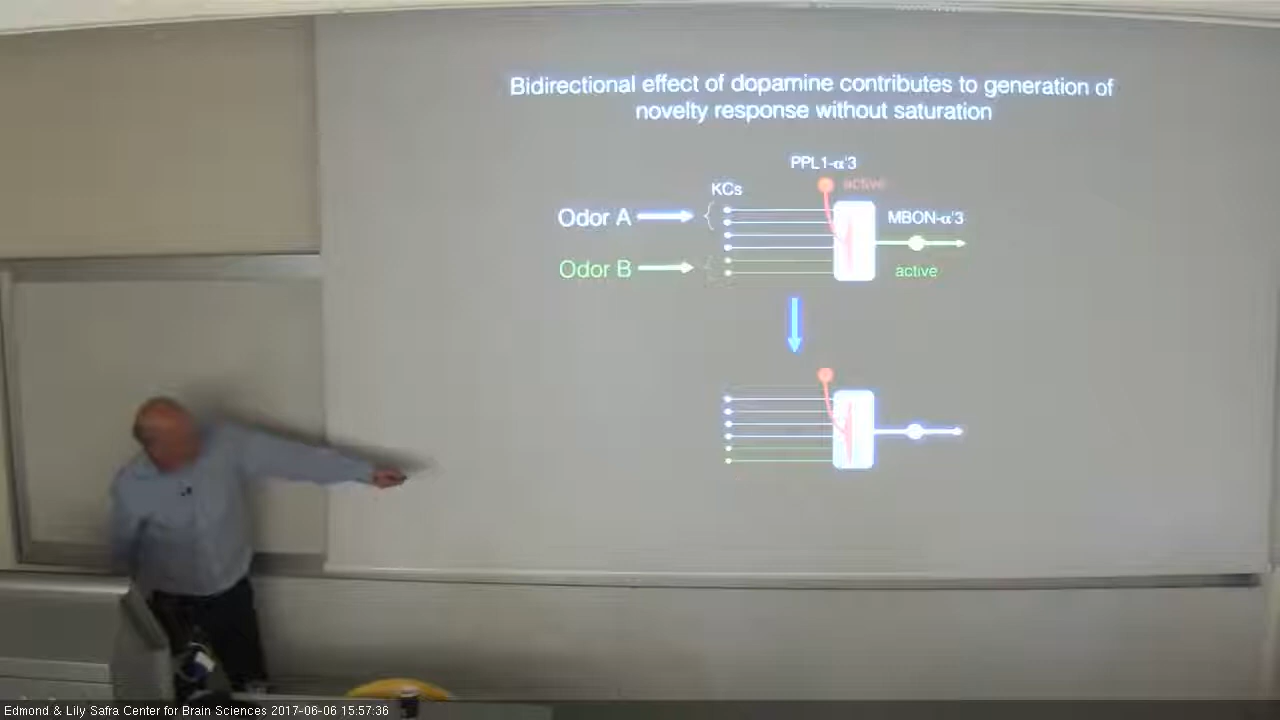 Bidirectional effect of dopamine contributes to generation of
novelty response without saturation
PPL1-α'3
active
KCs
Odor A
MBON-α'3
Odor B
active
Edmond & Lily Safra Center for Brain Sciences 2017-06-06 15:57:36